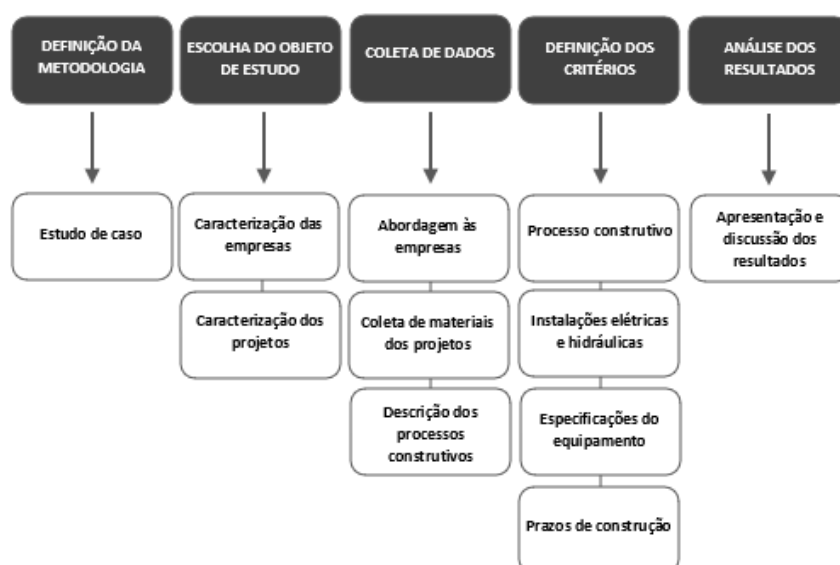 DEFINIÇÃO DA
METODOLOGIA
ESCOLHA DO OBJETO
DE ESTUDO
COLETA DE DADOS
DEFINIÇÃO DOS
CRITÉRIOS
ANÁLISE DOS
RESULTADOS
Estudo de caso
Caracterização das
empresas
Caracterização dos
projetos
Abordagem às
empresas
Coleta de materiais
dos projetos
Descrição dos
processos
construtivos
Processo construtivo
Instalações elétricas
e hidráulicas
Especificações do
equipamento
Prazos de construção
Apresentação e
discussão dos
resultados